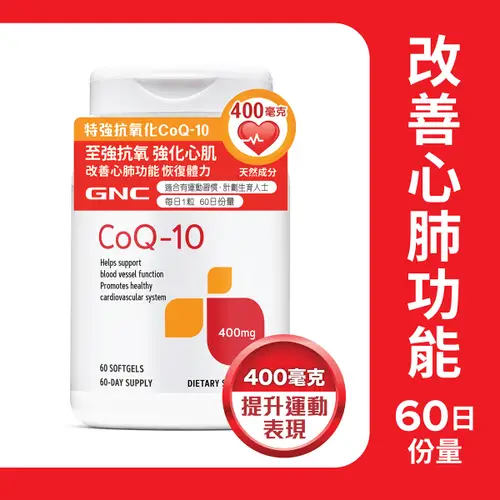 特強抗氧化CoQ-10
400毫克
至強抗氧 強化心肌
改善心肺功能 恢復體力
天然成分
GNC
適合有運動習慣、計劃生育人士
每日1粒 60日份量
CoQ-10
Helps support
blood vessel function
Promotes healthy
cardiovascular system
400mg
60 SOFTGELS
60-DAY SUPPLY
DIETARY
400毫克
提升運動
表現
改善心肺功能
60日
份量